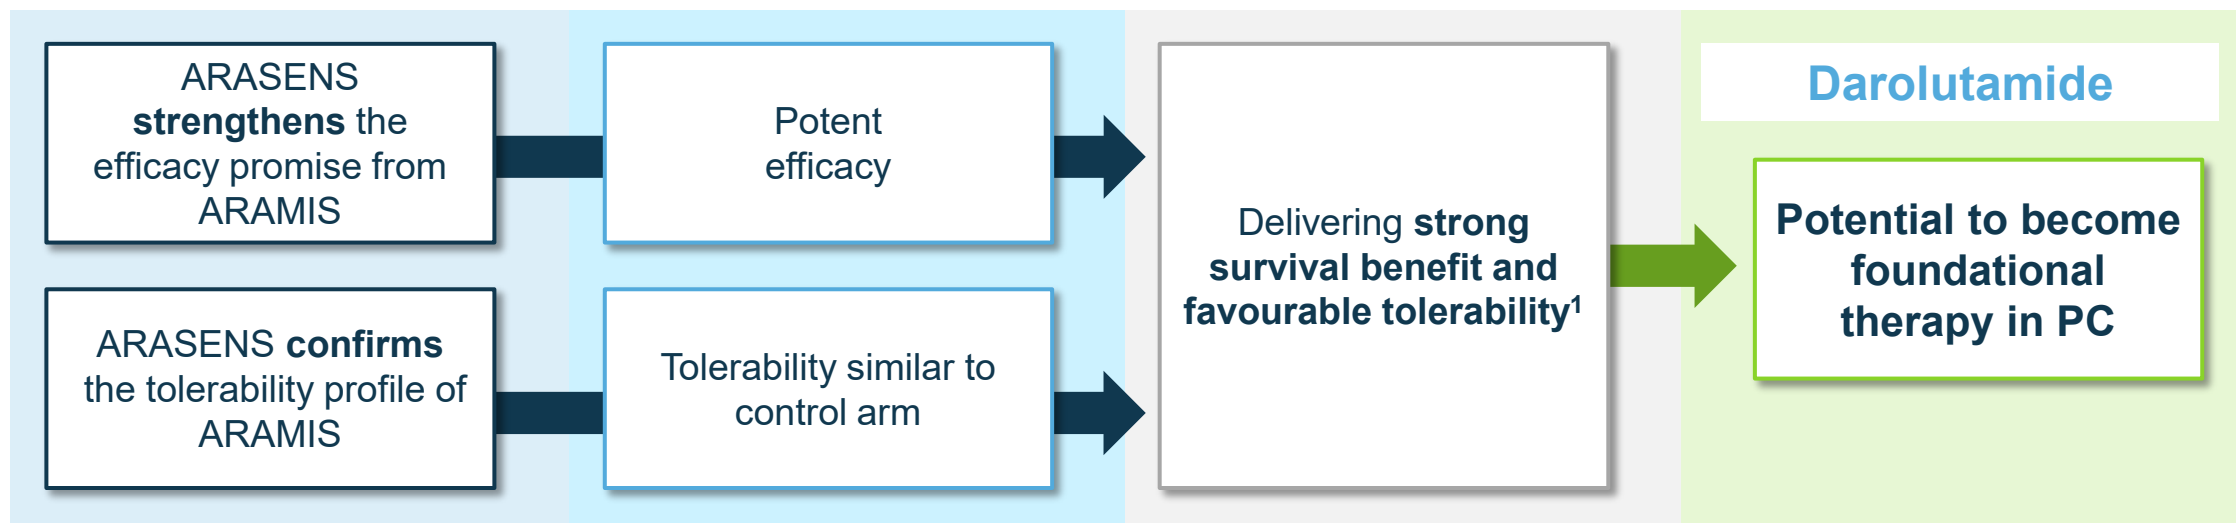 ARASENS
strengthens the
efficacy promise from
ARAMIS
Potent
efficacy
ARASENS confirms
the tolerability profile of
ARAMIS
Tolerability similar to
control arm
Delivering strong
survival benefit and
favourable tolerability¹
Darolutamide
Potential to become
foundational
therapy in PC